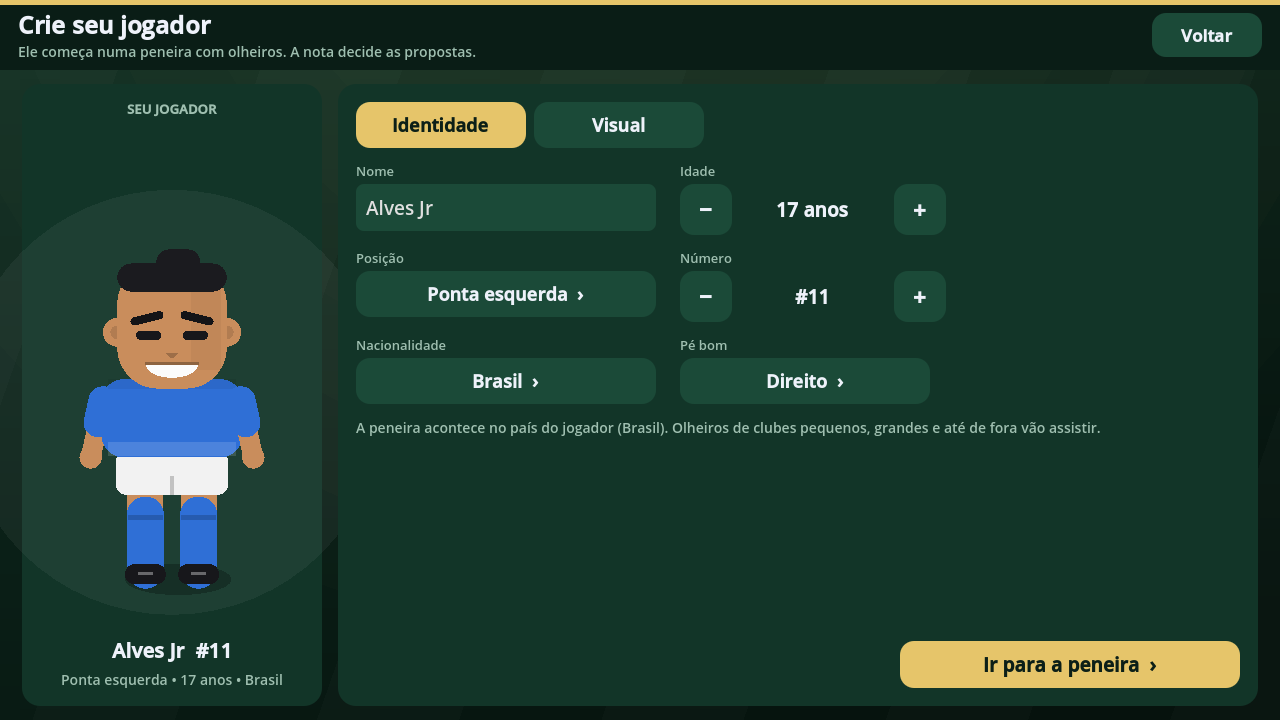 Crie seu jogador
Ele começa numa peneira com olheiros. A nota decide as propostas.
Voltar
SEU JOGADOR
Alves Jr #11
Ponta esquerda • 17 anos • Brasil
Identidade
Visual
Nome
Idade
Alves Jr
− 17 anos +
Posição
Número
Ponta esquerda ›
− #11 +
Nacionalidade
Pé bom
Brasil ›
Direito ›
A peneira acontece no país do jogador (Brasil). Olheiros de clubes pequenos, grandes e até de fora vão assistir.
Ir para a peneira ›